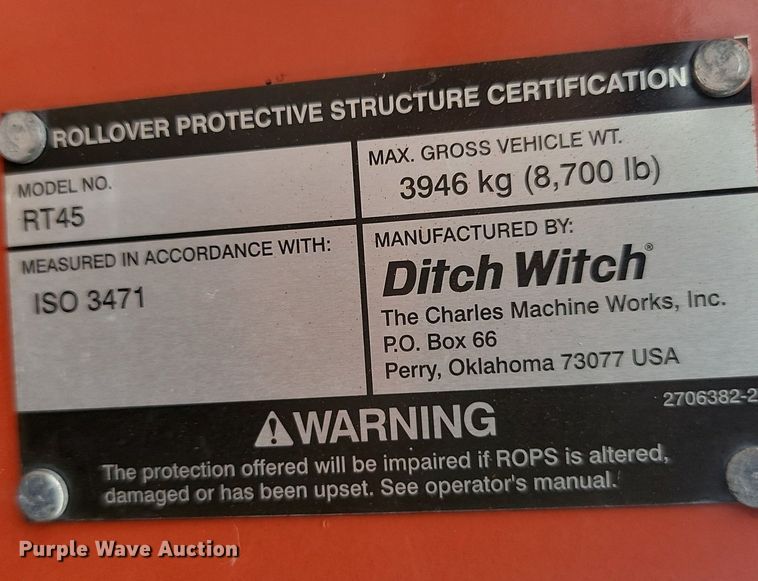 ROLLOVER PROTECTIVE STRUCTURE CERTIFICATION
MODEL NO.
RT45
MAX. GROSS VEHICLE WT.
3946 kg (8,700 lb)
MEASURED IN ACCORDANCE WITH:
ISO 3471
MANUFACTURED BY:
Ditch Witch®
The Charles Machine Works, Inc.
P.O. Box 66
Perry, Oklahoma 73077 USA
2706382-2
⚠WARNING
The protection offered will be impaired if ROPS is altered,
damaged or has been upset. See operator's manual.
Purple Wave Auction